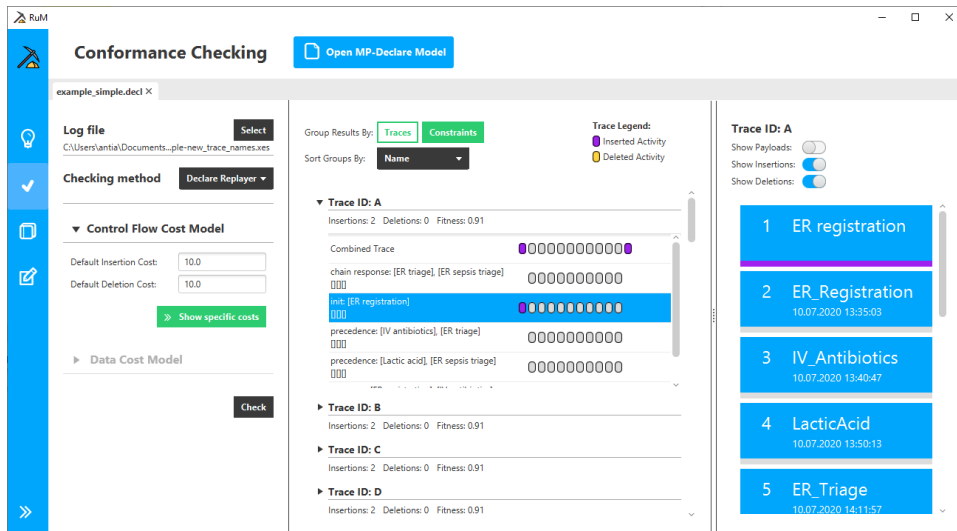 RuM
Conformance Checking
Open MP-Declare Model
example_simple.decl ×
Log file
Select
C:\Users\antia\Documents...ple-new_trace_names.xes
Checking method
Declare Replayer
Control Flow Cost Model
Default Insertion Cost:
10.0
Default Deletion Cost:
10.0
Show specific costs
Data Cost Model
Check
Group Results By:
Traces
Constraints
Sort Groups By:
Name
Trace Legend:
Inserted Activity
Deleted Activity
Trace ID: A
Insertions: 2 Deletions: 0 Fitness: 0.91
Combined Trace
chain response: [ER triage], [ER sepsis triage]
[][][]
init: [ER registration]
[][][]
precedence: [IV antibiotics], [ER triage]
[][][]
precedence: [Lactic acid], [ER sepsis triage]
[][][]
Trace ID: B
Insertions: 2 Deletions: 0 Fitness: 0.91
Trace ID: C
Insertions: 2 Deletions: 0 Fitness: 0.91
Trace ID: D
Insertions: 2 Deletions: 0 Fitness: 0.91
Trace ID: A
Show Payloads:
Show Insertions:
Show Deletions:
1 ER registration
2 ER_Registration
10.07.2020 13:35:03
3 IV_Antibiotics
10.07.2020 13:40:47
4 LacticAcid
10.07.2020 13:50:13
5 ER_Triage
10.07.2020 14:11:57